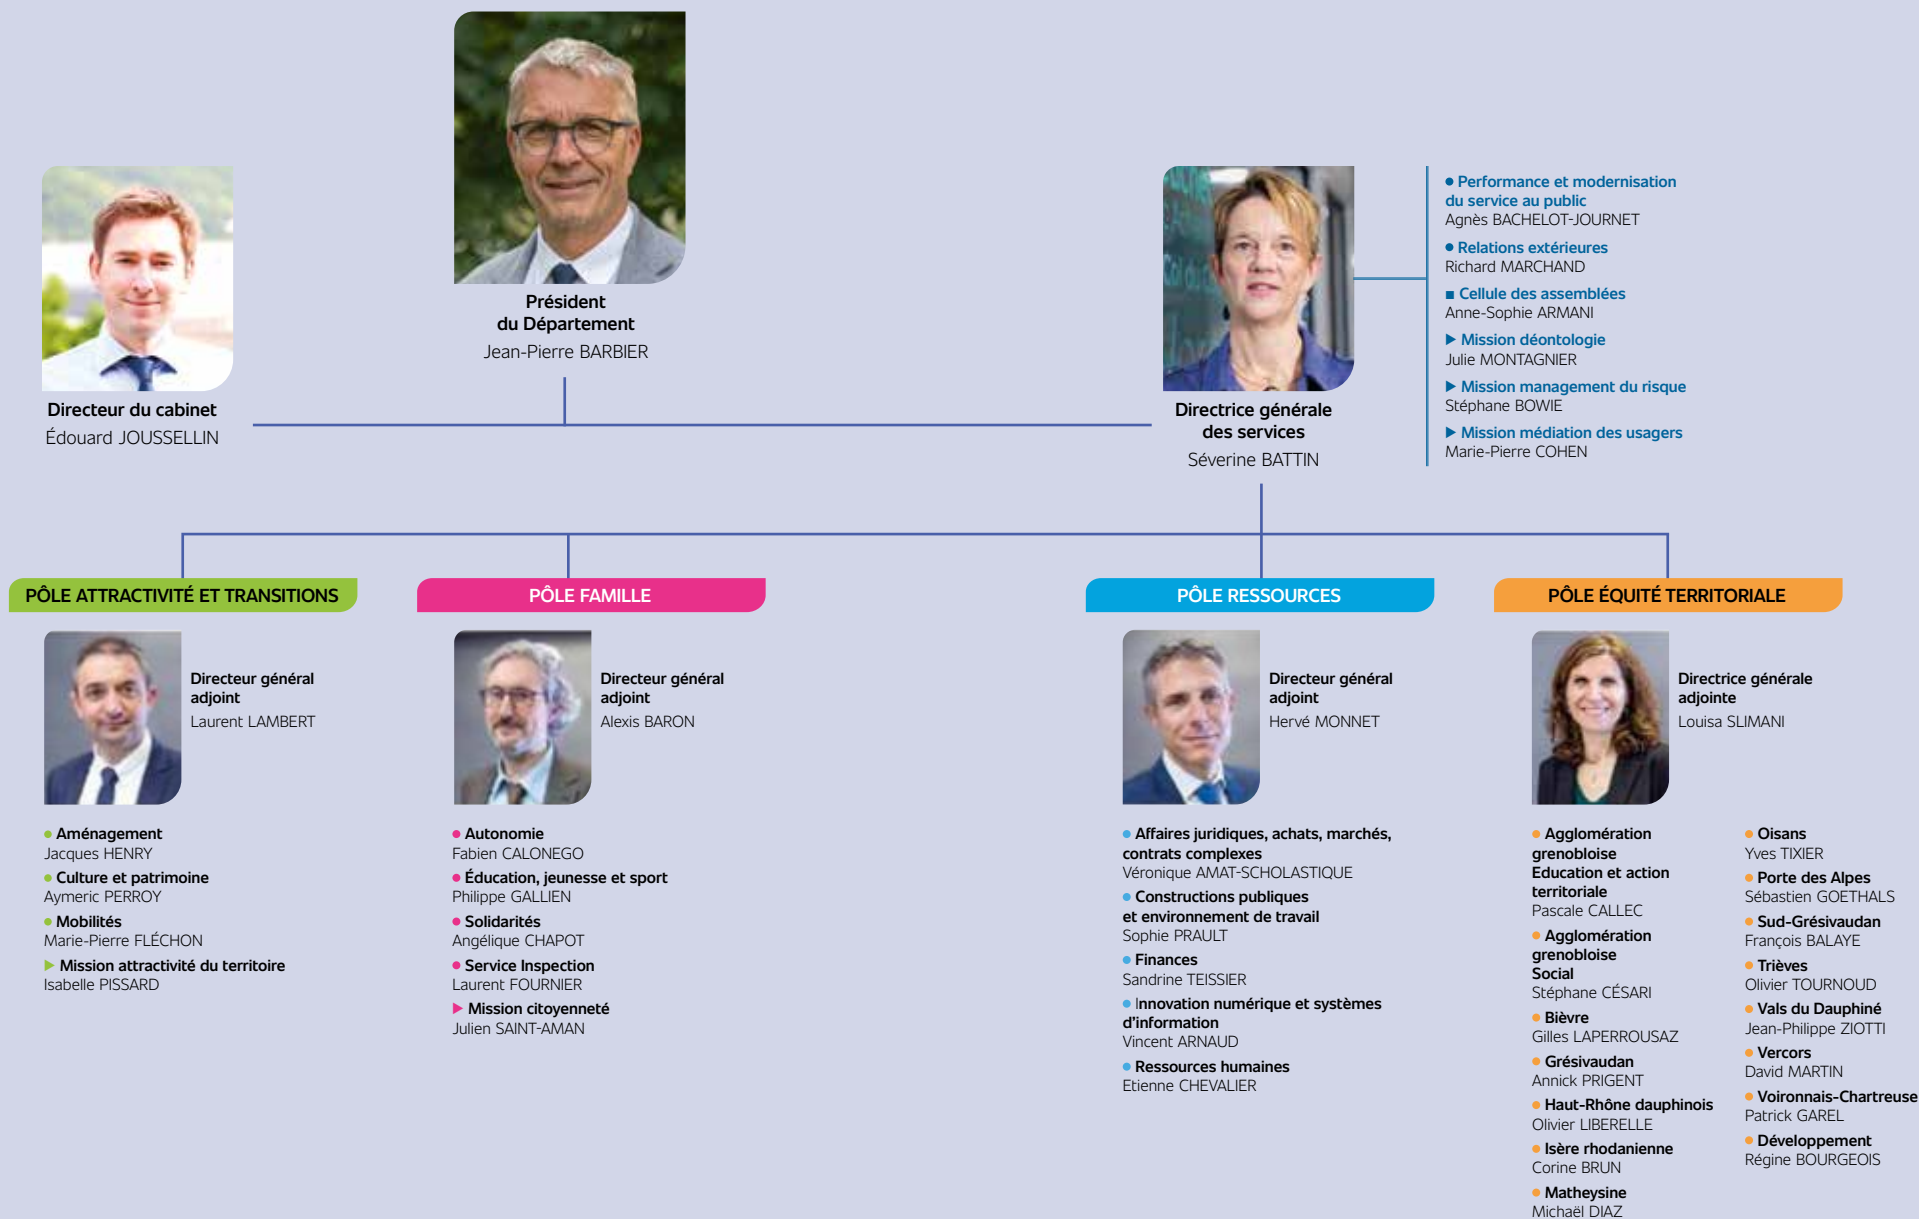 Président
du Département
Jean-Pierre BARBIER
Directeur du cabinet
Édouard JOUSSELLIN
Directrice générale
des services
Séverine BATTIN
● Performance et modernisation
du service au public
Agnès BACHELOT-JOURNET
● Relations extérieures
Richard MARCHAND
■ Cellule des assemblées
Anne-Sophie ARMANI
▶ Mission déontologie
Julie MONTAGNIER
▶ Mission management du risque
Stéphane BOWIE
▶ Mission médiation des usagers
Marie-Pierre COHEN
PÔLE ATTRACTIVITÉ ET TRANSITIONS
Directeur général
adjoint
Laurent LAMBERT
● Aménagement
Jacques HENRY
● Culture et patrimoine
Aymeric PERROY
● Mobilités
Marie-Pierre FLÉCHON
▶ Mission attractivité du territoire
Isabelle PISSARD
PÔLE FAMILLE
Directeur général
adjoint
Alexis BARON
● Autonomie
Fabien CALONEGO
● Éducation, jeunesse et sport
Philippe GALLIEN
● Solidarités
Angélique CHAPOT
● Service Inspection
Laurent FOURNIER
▶ Mission citoyenneté
Julien SAINT-AMAN
PÔLE RESSOURCES
Directeur général
adjoint
Hervé MONNET
● Affaires juridiques, achats, marchés,
contrats complexes
Véronique AMAT-SCHOLASTIQUE
● Constructions publiques
et environnement de travail
Sophie PRAULT
● Finances
Sandrine TEISSIER
● Innovation numérique et systèmes
d'information
Vincent ARNAUD
● Ressources humaines
Etienne CHEVALIER
PÔLE ÉQUITÉ TERRITORIALE
Directrice générale
adjointe
Louisa SLIMANI
● Agglomération
grenobloise
Education et action
territoriale
Pascale CALLEC
● Agglomération
grenobloise
Social
Stéphane CÉSARI
● Bièvre
Gilles LAPERROUSAZ
● Grésivaudan
Annick PRIGENT
● Haut-Rhône dauphinois
Olivier LIBERELLE
● Isère rhodanienne
Corine BRUN
● Matheysine
Michaël DIAZ
● Oisans
Yves TIXIER
● Porte des Alpes
Sébastien GOETHALS
● Sud-Grésivaudan
François BALAYE
● Trièves
Olivier TOURNOUD
● Vals du Dauphiné
Jean-Philippe ZIOTTI
● Vercors
David MARTIN
● Voironnais-Chartreuse
Patrick GAREL
● Développement
Régine BOURGEOIS